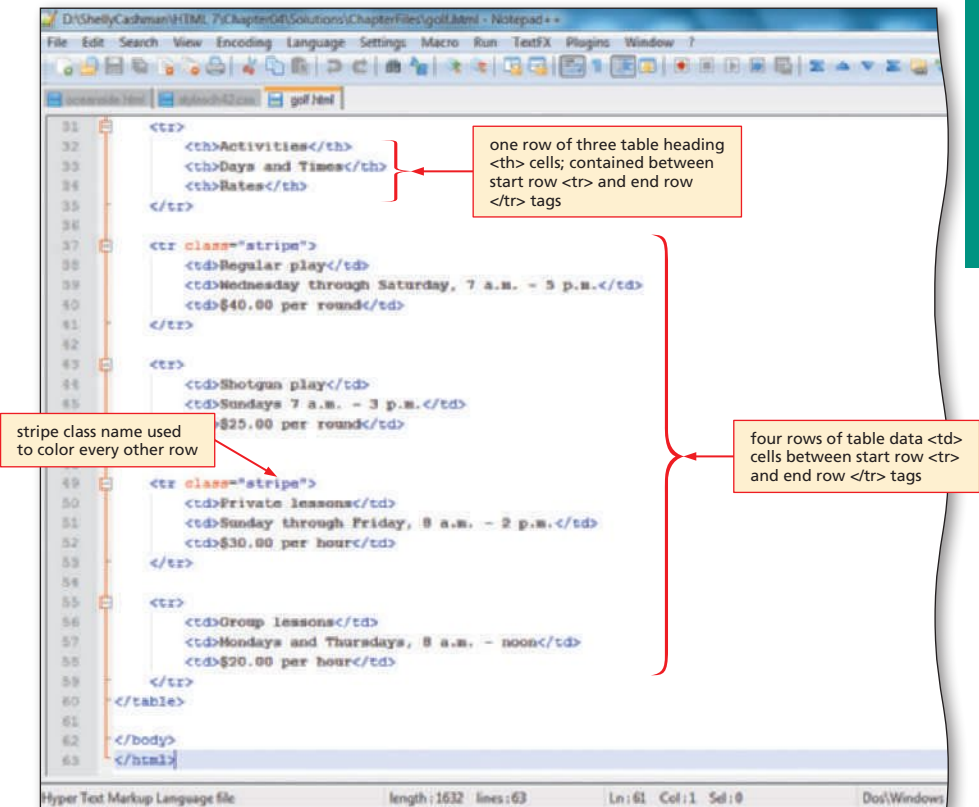 D:\ShellyCashman\HTML 7\Chapter04\Solutions\ChapterFiles\golf.html - Notepad++
File Edit Search View Encoding Language Settings Macro Run TextFX Plugins Window ?
oceanside.html stylesch42.css golf.html
31 <tr>
32 <th>Activities</th>
33 <th>Days and Times</th>
34 <th>Rates</th>
35 </tr>
36
one row of three table heading
<th> cells; contained between
start row <tr> and end row
</tr> tags
37 <tr class="stripe">
38 <td>Regular play</td>
39 <td>Wednesday through Saturday, 7 a.m. - 5 p.m.</td>
40 <td>$40.00 per round</td>
41 </tr>
42
43 <tr>
44 <td>Shotgun play</td>
45 <td>Sundays 7 a.m. - 3 p.m.</td>
$25.00 per round</td>
stripe class name used
to color every other row
four rows of table data <td>
cells between start row <tr>
and end row </tr> tags
49 <tr class="stripe">
50 <td>Private lessons</td>
51 <td>Sunday through Friday, 8 a.m. - 2 p.m.</td>
52 <td>$30.00 per hour</td>
53 </tr>
54
55 <tr>
56 <td>Group lessons</td>
57 <td>Mondays and Thursdays, 8 a.m. - noon</td>
58 <td>$20.00 per hour</td>
59 </tr>
60 </table>
61
62 </body>
63 </html>
Hyper Text Markup Language file length : 1632 lines : 63 Ln : 61 Col : 1 Sel : 0 Dos\Windows